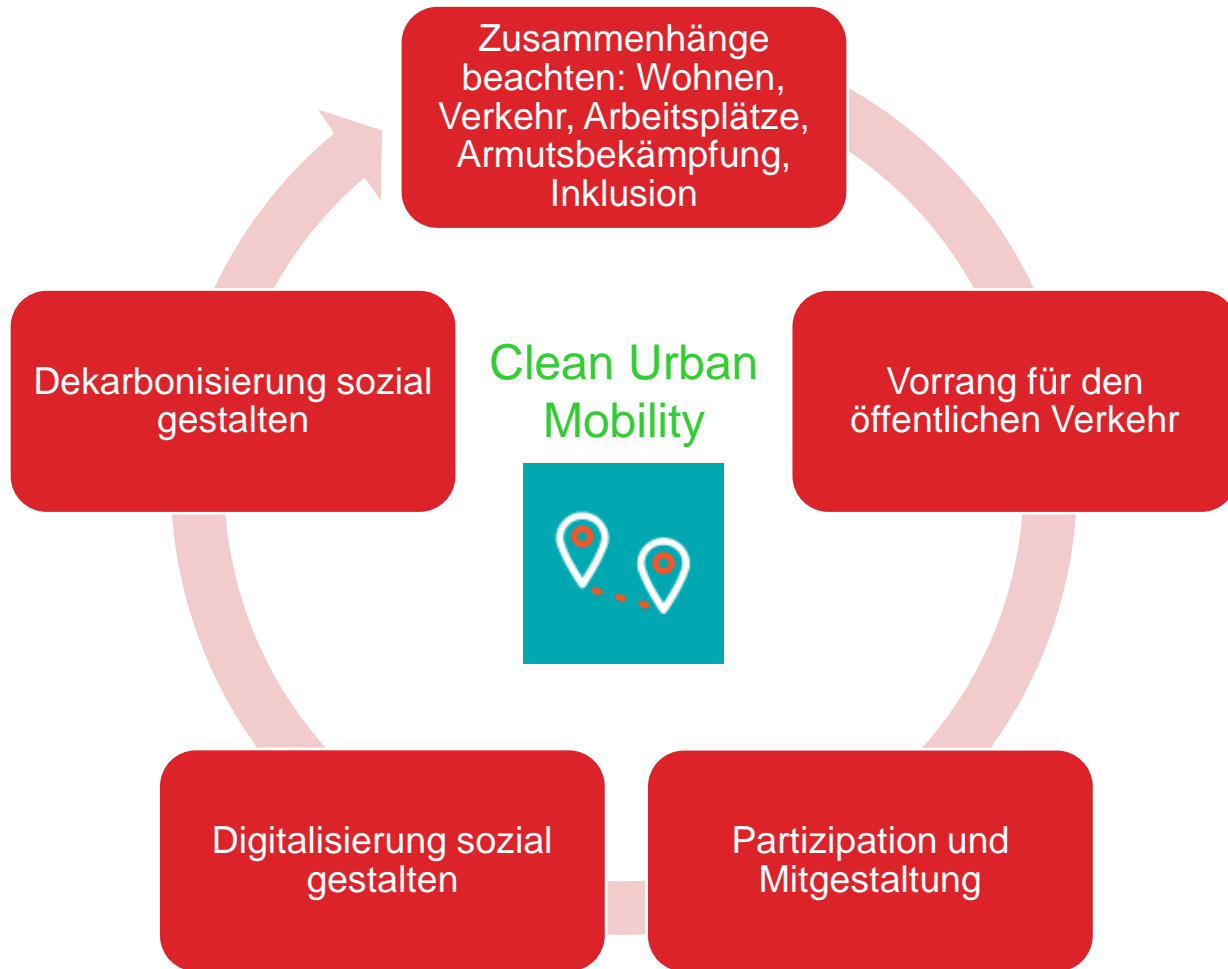 Zusammenhänge
beachten: Wohnen,
Verkehr, Arbeitsplätze,
Armutsbekämpfung,
Inklusion
Vorrang für den
öffentlichen Verkehr
Partizipation und
Mitgestaltung
Digitalisierung sozial
gestalten
Dekarbonisierung sozial
gestalten
Clean Urban
Mobility